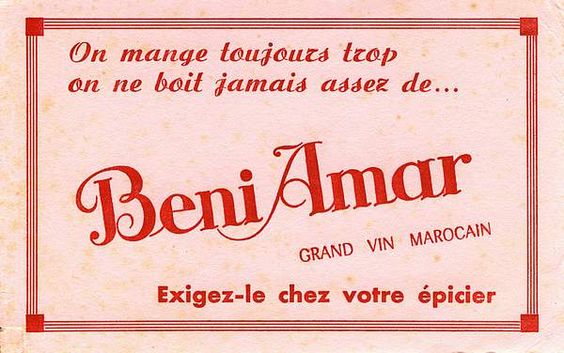 On mange toujours trop
on ne boit jamais assez de...
Beni Amar
GRAND VIN MAROCAIN
Exigez-le chez votre épicier